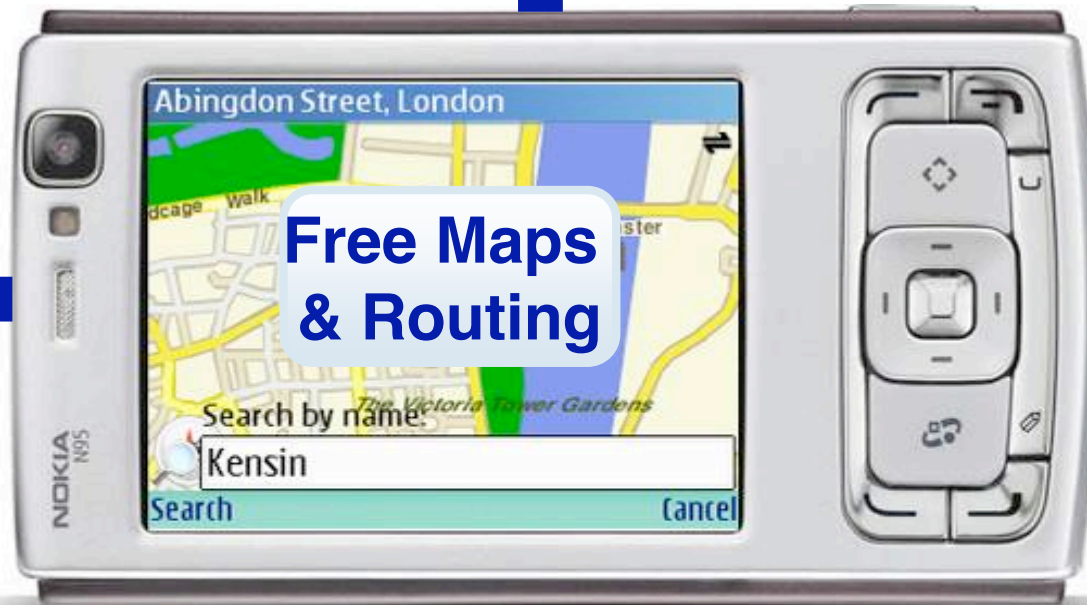 Abingdon Street, London
dcage Walk
Free Maps
& Routing
ster
The Victoria Tower Gardens
Search by name:
Kensin
Search
Cancel
NOKIA
N95